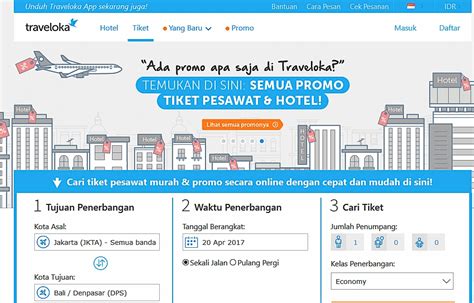 Unduh Traveloka App sekarang juga! Bantuan Cara Pesan Cek Pesanan IDR
traveloka Hotel Tiket Yang Baru Promo Masuk Daftar
"Ada promo apa saja di Traveloka?"
TEMUKAN DI SINI: SEMUA PROMO
TIKET PESAWAT & HOTEL!
Lihat semua promonya
Cari tiket pesawat murah & promo secara online dengan cepat dan mudah di sini!
1 Tujuan Penerbangan
Kota Asal:
Jakarta (JKTA) - Semua banda
Kota Tujuan:
Bali / Denpasar (DPS)
2 Waktu Penerbangan
Tanggal Berangkat:
20 Apr 2017
Sekali Jalan Pulang Pergi
3 Cari Tiket
Jumlah Penumpang:
1 0 0
Kelas Penerbangan:
Economy